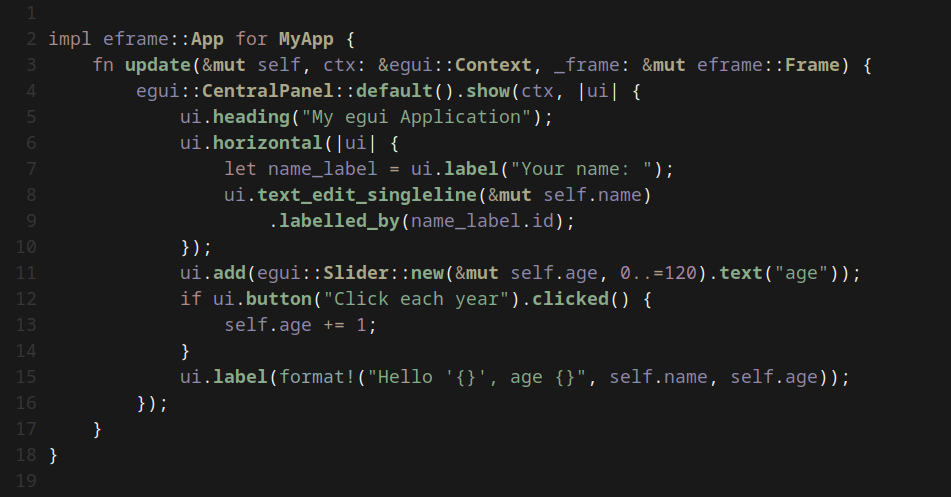 1
2 impl eframe::App for MyApp {
3     fn update(&mut self, ctx: &egui::Context, _frame: &mut eframe::Frame) {
4         egui::CentralPanel::default().show(ctx, |ui| {
5             ui.heading("My egui Application");
6             ui.horizontal(|ui| {
7                 let name_label = ui.label("Your name: ");
8                 ui.text_edit_singleline(&mut self.name)
9                     .labelled_by(name_label.id);
10             });
11             ui.add(egui::Slider::new(&mut self.age, 0..=120).text("age"));
12             if ui.button("Click each year").clicked() {
13                 self.age += 1;
14             }
15             ui.label(format!("Hello '{}', age {}", self.name, self.age));
16         });
17     }
18 }
19